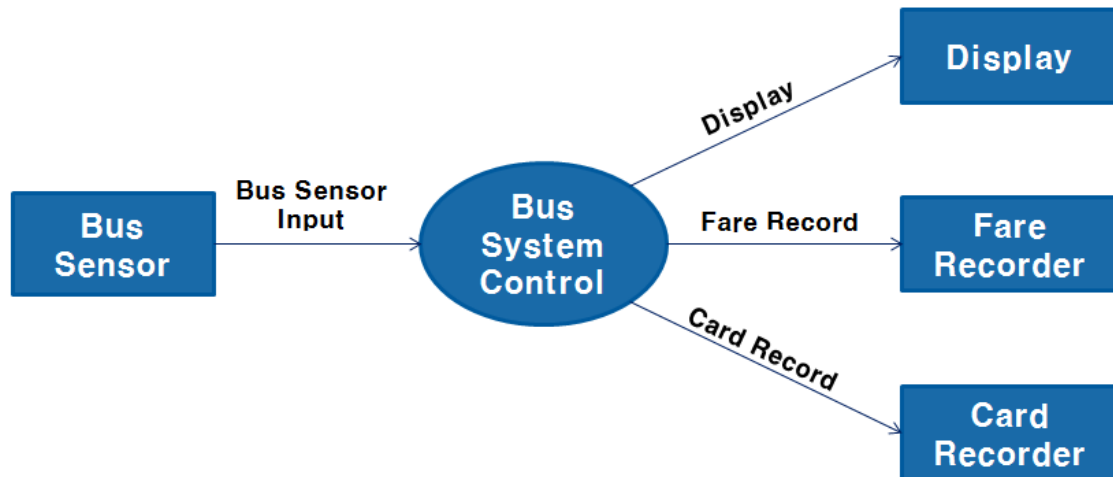 Bus
Sensor
Bus Sensor
Input
Bus
System
Control
Display
Display
Fare Record
Fare
Recorder
Card Record
Card
Recorder